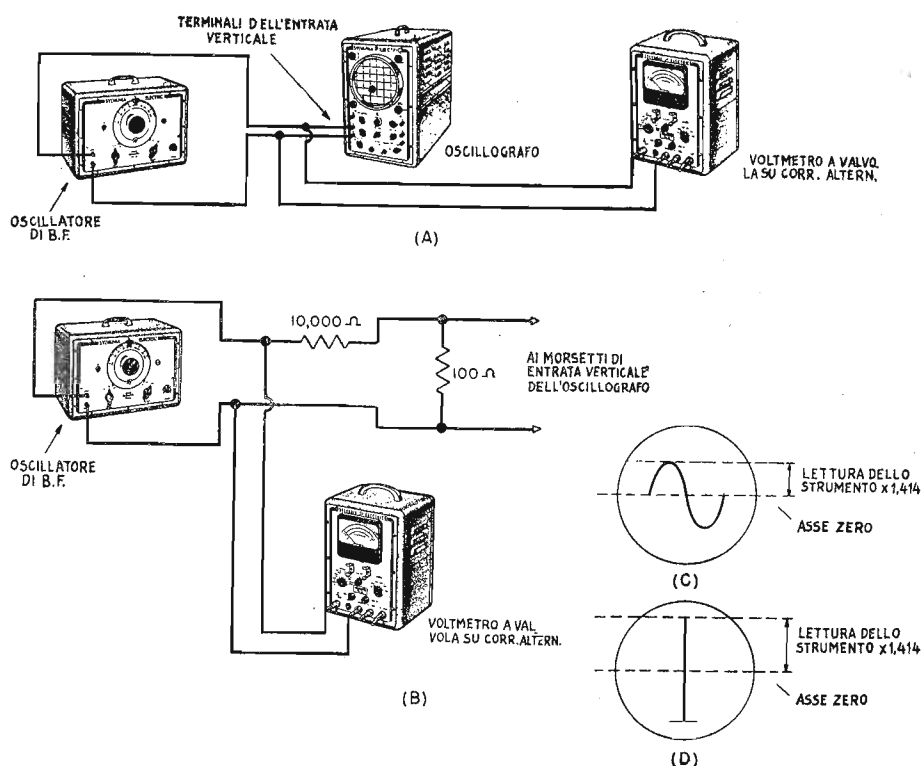 TERMINALI DELL'ENTRATA
VERTICALE
OSCILLOGRAFO
VOLTMETRO A VALVO
LA SU CORR. ALTERN.
OSCILLATORE
DI B.F.
(A)
10,000 Ω
100 Ω
AI MORSETTI DI
ENTRATA VERTICALE
DELL'OSCILLOGRAFO
OSCILLATORE
DI B.F.
VOLTMETRO A VAL
VOLA SU CORR. ALTERN.
(B)
LETTURA DELLO
STRUMENTO x 1,414
ASSE ZERO
(C)
LETTURA DELLO
STRUMENTO x 1,414
ASSE ZERO
(D)